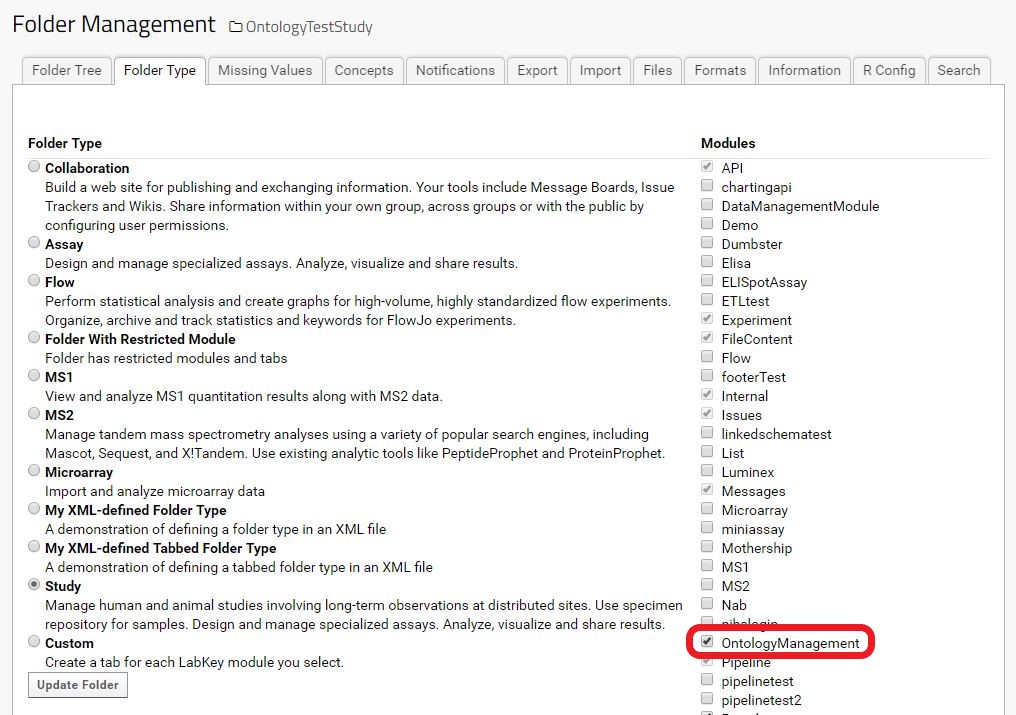 Folder Management OntologyTestStudy
Folder Tree Folder Type Missing Values Concepts Notifications Export Import Files Formats Information R Config Search
Folder Type
Collaboration
Build a web site for publishing and exchanging information. Your tools include Message Boards, Issue
Trackers and Wikis. Share information within your own group, across groups or with the public by
configuring user permissions.
Assay
Design and manage specialized assays. Analyze, visualize and share results.
Flow
Perform statistical analysis and create graphs for high-volume, highly standardized flow experiments.
Organize, archive and track statistics and keywords for FlowJo experiments.
Folder With Restricted Module
Folder has restricted modules and tabs
MS1
View and analyze MS1 quantitation results along with MS2 data.
MS2
Manage tandem mass spectrometry analyses using a variety of popular search engines, including
Mascot, Sequest, and X!Tandem. Use existing analytic tools like PeptideProphet and ProteinProphet.
Microarray
Import and analyze microarray data
My XML-defined Folder Type
A demonstration of defining a folder type in an XML file
My XML-defined Tabbed Folder Type
A demonstration of defining a tabbed folder type in an XML file
Study
Manage human and animal studies involving long-term observations at distributed sites. Use specimen
repository for samples. Design and manage specialized assays. Analyze, visualize and share results.
Custom
Create a tab for each LabKey module you select.
Update Folder
Modules
API
chartingapi
DataManagementModule
Demo
Dumbster
Elisa
ELISpotAssay
ETLtest
Experiment
FileContent
Flow
footerTest
Internal
Issues
linkedschematest
List
Luminex
Messages
Microarray
miniassay
Mothership
MS1
MS2
Nab
OntologyManagement
Pipeline
pipelinetest
pipelinetest2